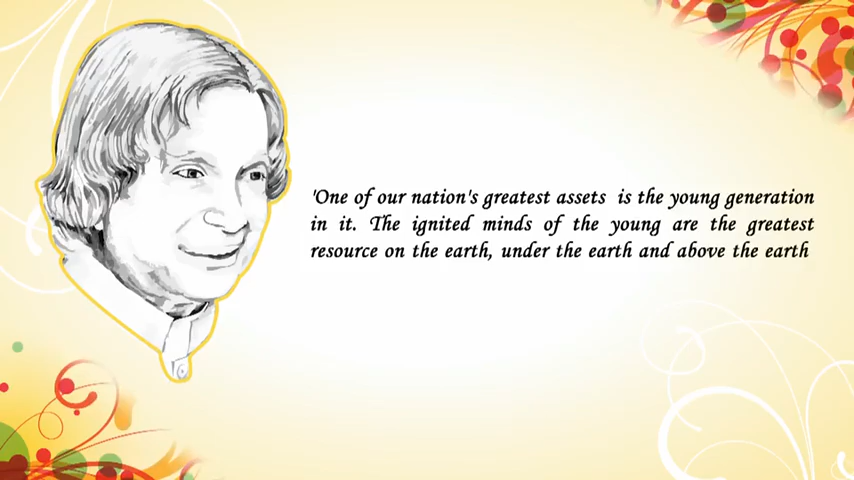 'One of our nation's greatest assets  is the young generation
in it. The ignited minds of the young are the greatest
resource on the earth, under the earth and above the earth